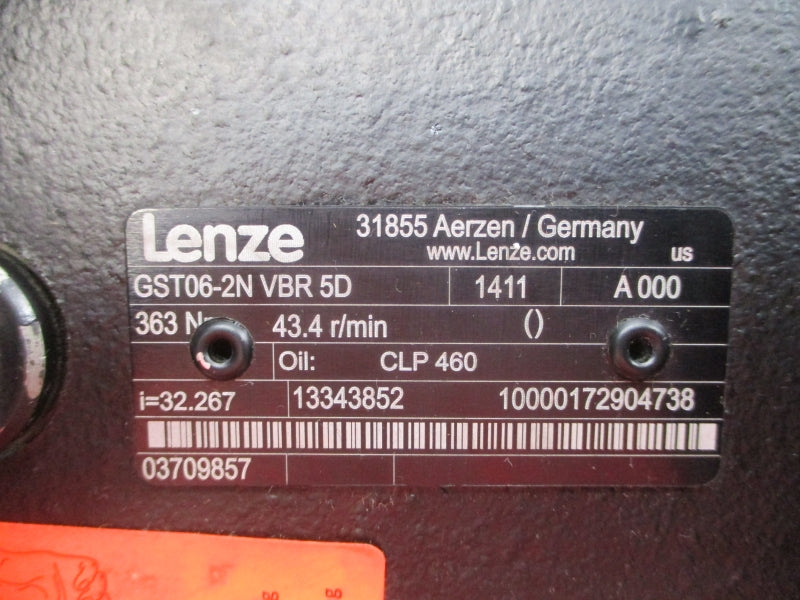 Lenze
31855 Aerzen / Germany
www.Lenze.com
us
GST06-2N VBR 5D 1411 A 000
363 43.4 r/min ()
Oil: CLP 460
i=32.267 13343852 10000172904738
03709857